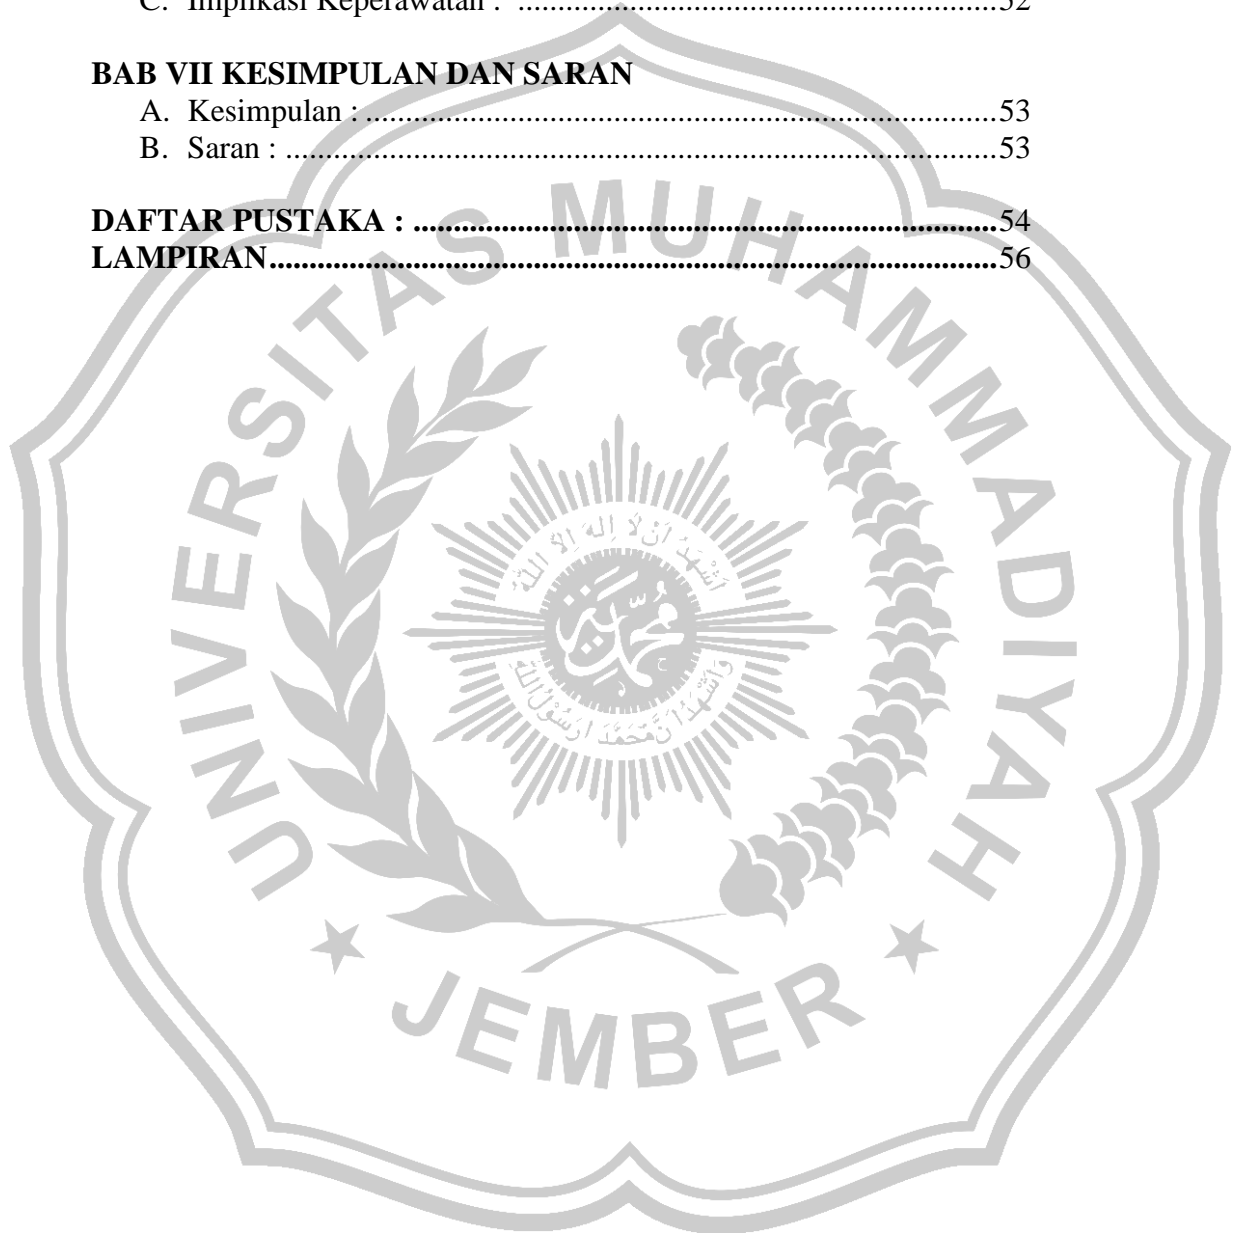 C. Implikasi Keperawatan : ............................................................52
BAB VII KESIMPULAN DAN SARAN
A. Kesimpulan : ...............................................................................53
B. Saran : .........................................................................................53
DAFTAR PUSTAKA : ...........................................................................54
LAMPIRAN...........................................................................................56
UNIVERSITAS MUHAMMADIYAH
JEMBER